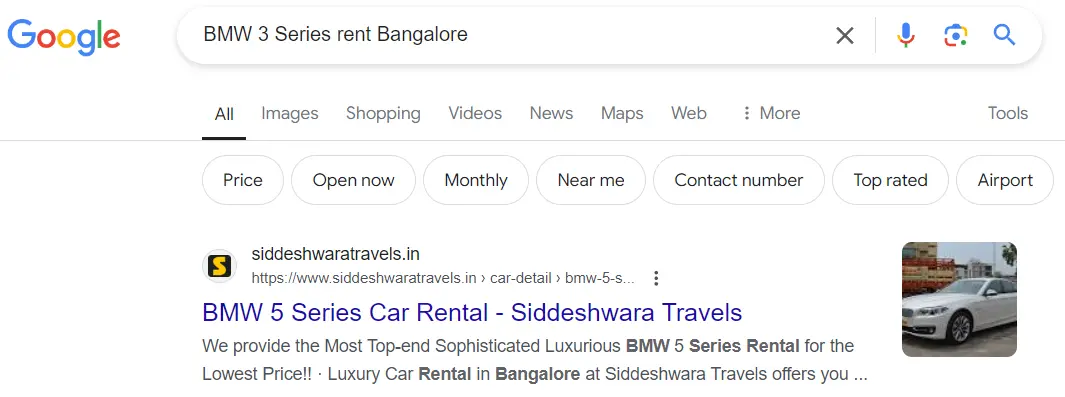 Google
BMW 3 Series rent Bangalore
All Images Shopping Videos News Maps Web More Tools
Price Open now Monthly Near me Contact number Top rated Airport
S
siddeshwaratravels.in
https://www.siddeshwaratravels.in › car-detail › bmw-5-s...
BMW 5 Series Car Rental - Siddeshwara Travels
We provide the Most Top-end Sophisticated Luxurious BMW 5 Series Rental for the
Lowest Price!! · Luxury Car Rental in Bangalore at Siddeshwara Travels offers you ...